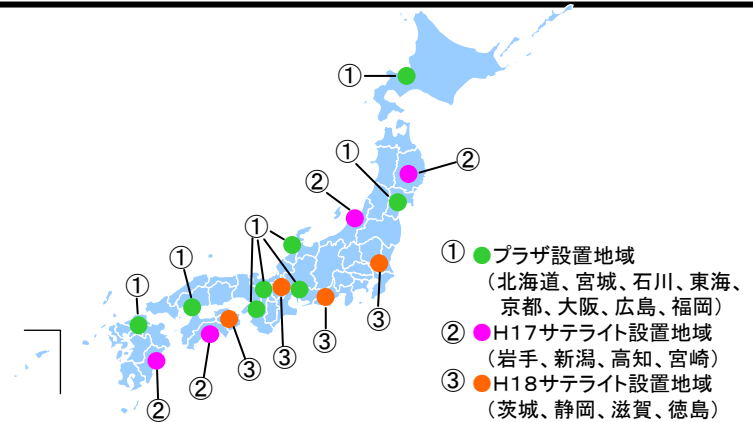 ①
①
②
②
①
①
①
③
③
③
③
②
②
① ●プラザ設置地域
（北海道、宮城、石川、東海、
京都、大阪、広島、福岡）
② ●H17サテライト設置地域
（岩手、新潟、高知、宮崎）
③ ●H18サテライト設置地域
（茨城、静岡、滋賀、徳島）